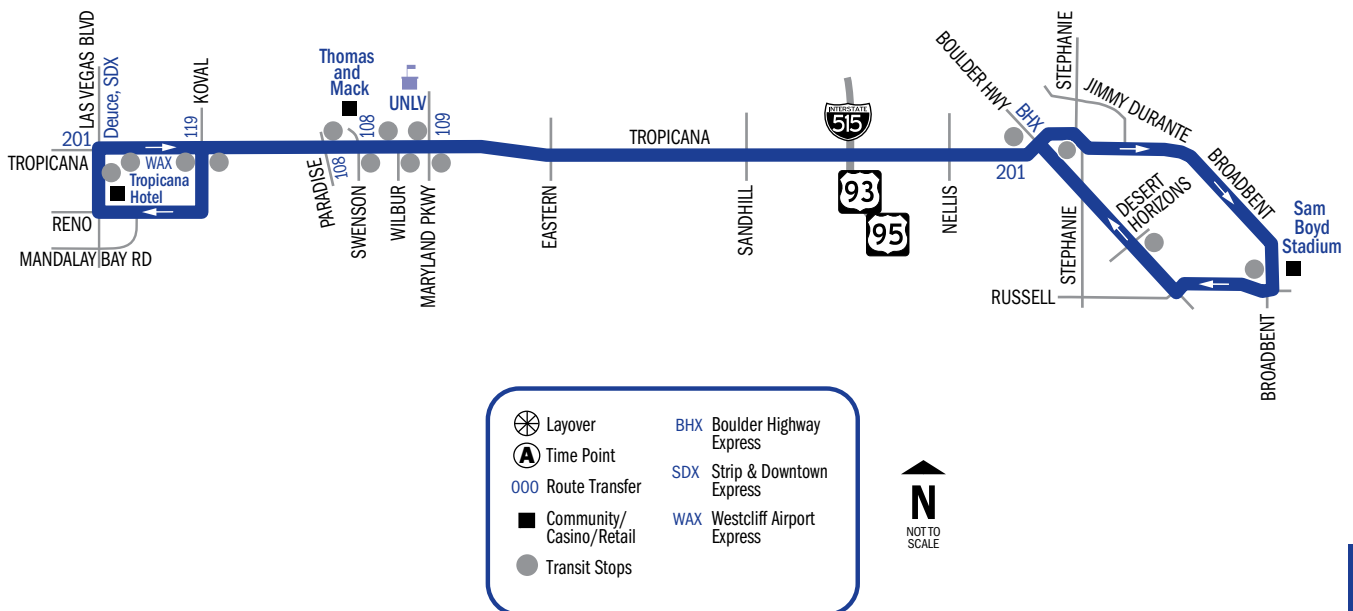 LAS VEGAS BLVD
Deuce, SDX
KOVAL
201
119
TROPICANA
WAX
Tropicana
Hotel
RENO
MANDALAY BAY RD
Thomas
and
Mack
UNLV
108
109
PARADISE
108
SWENSON
WILBUR
MARYLAND PKWY
EASTERN
TROPICANA
SANDHILL
INTERSTATE
515
93
95
NELLIS
201
BOULDER HWY
BHX
STEPHANIE
JIMMY DURANTE
BROADBENT
DESERT
HORIZONS
STEPHANIE
RUSSELL
Sam
Boyd
Stadium
BROADBENT
Layover
A Time Point
000 Route Transfer
Community/
Casino/Retail
Transit Stops
BHX Boulder Highway
Express
SDX Strip & Downtown
Express
WAX Westcliff Airport
Express
N
NOT TO
SCALE